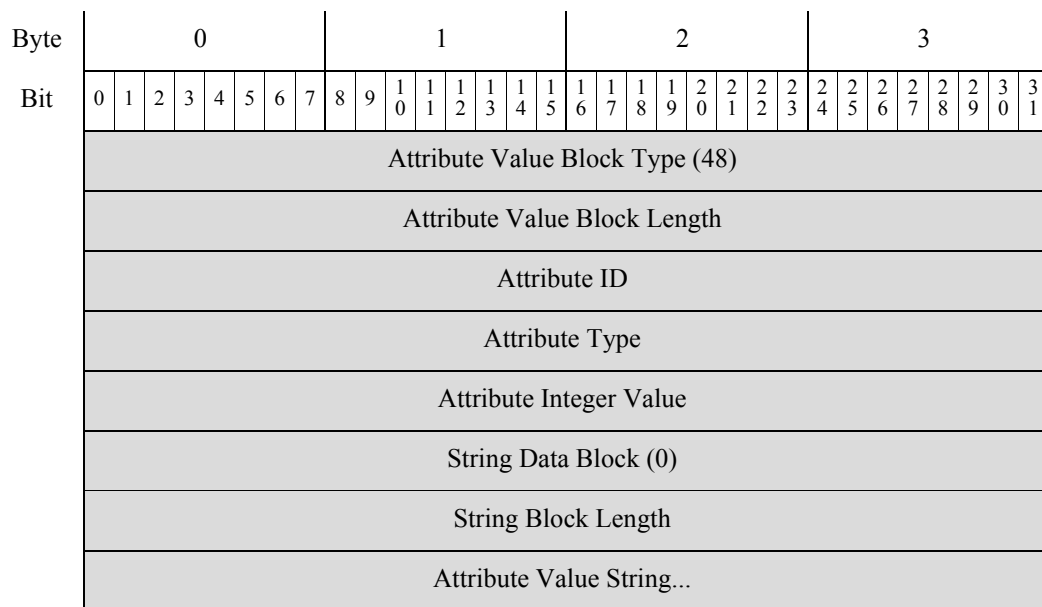 Byte 0 1 2 3
Bit 0 1 2 3 4 5 6 7 8 9 10 11 12 13 14 15 16 17 18 19 20 21 22 23 24 25 26 27 28 29 30 31
Attribute Value Block Type (48)
Attribute Value Block Length
Attribute ID
Attribute Type
Attribute Integer Value
String Data Block (0)
String Block Length
Attribute Value String...